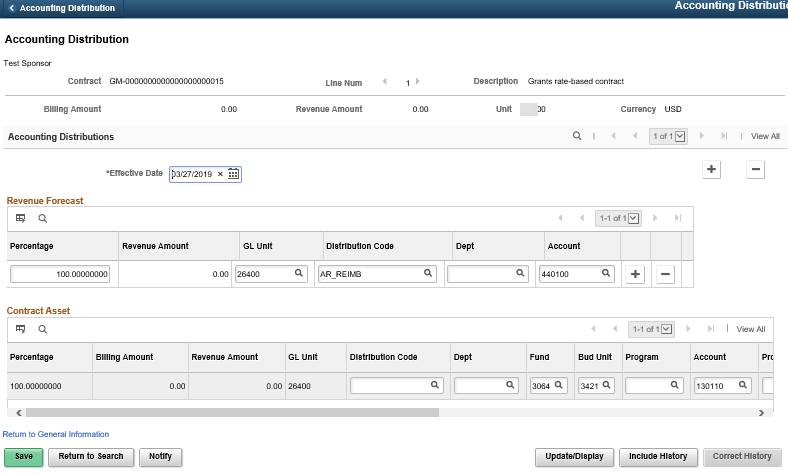 Accounting Distribution
Accounting Distributi
Accounting Distribution
Test Sponsor
Contract GM-0000000000000000000015 Line Num 1 Description Grants rate-based contract
Billing Amount 0.00 Revenue Amount 0.00 Unit 00 Currency USD
Accounting Distributions 1 of 1 View All
*Effective Date 03/27/2019
Revenue Forecast
1-1 of 1
Percentage Revenue Amount GL Unit Distribution Code Dept Account
100.00000000 0.00 26400 AR_REIMB 440100
Contract Asset
1-1 of 1 View All
Percentage Billing Amount Revenue Amount GL Unit Distribution Code Dept Fund Bud Unit Program Account Pro
100.00000000 0.00 0.00 26400 3064 3421 130110
Return to General Information
Save Return to Search Notify Update/Display Include History Correct History